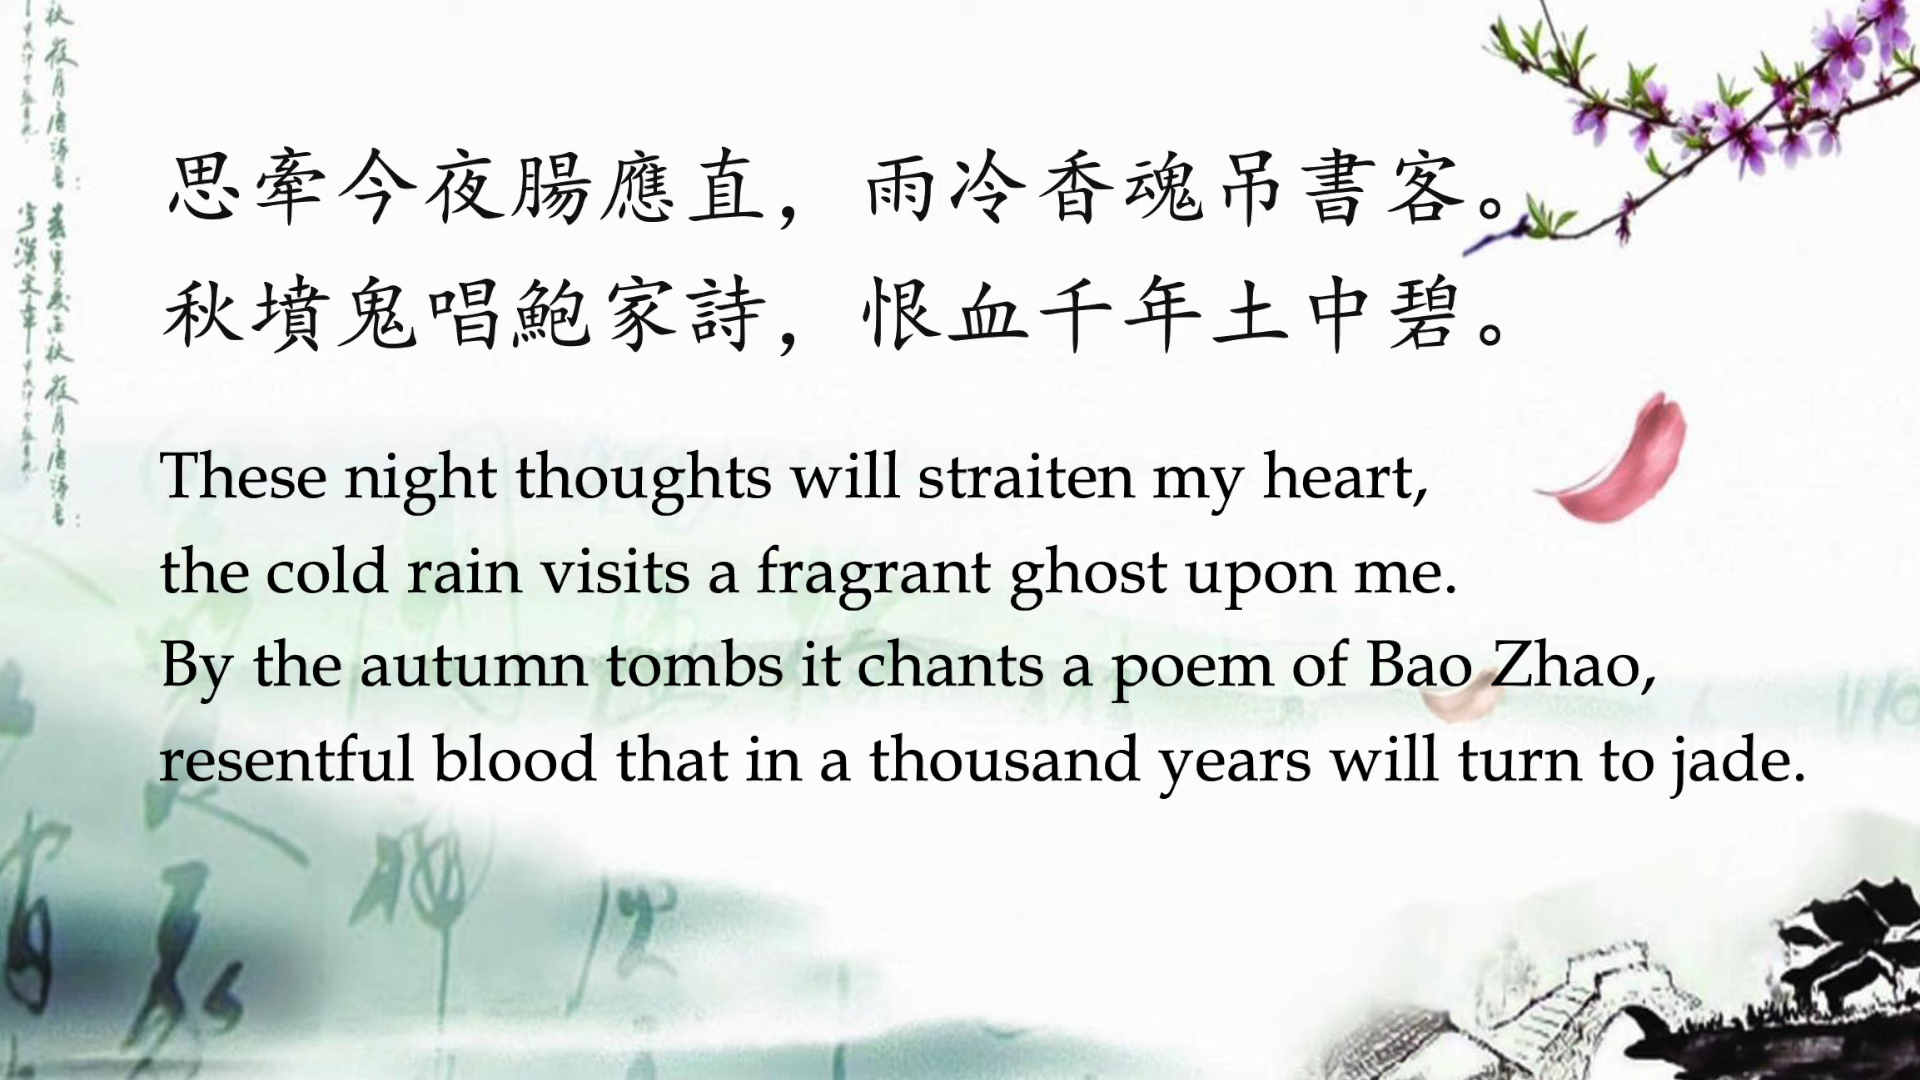 思牽今夜腸應直，雨冷香魂吊書客。
秋墳鬼唱鮑家詩，恨血千年土中碧。
These night thoughts will straiten my heart,
the cold rain visits a fragrant ghost upon me.
By the autumn tombs it chants a poem of Bao Zhao,
resentful blood that in a thousand years will turn to jade.